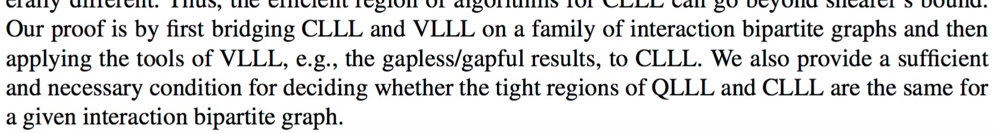 erally different. Thus, the efficient region of algorithms for CLLL can go beyond shearer's bound.
Our proof is by first bridging CLLL and VLLL on a family of interaction bipartite graphs and then
applying the tools of VLLL, e.g., the gapless/gapful results, to CLLL. We also provide a sufficient
and necessary condition for deciding whether the tight regions of QLLL and CLLL are the same for
a given interaction bipartite graph.